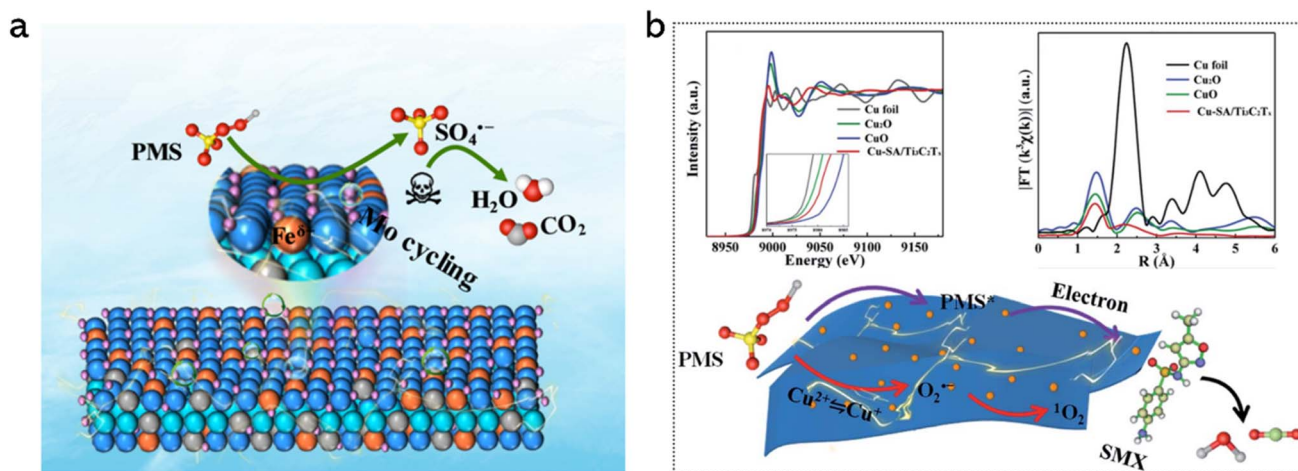 a
PMS
SO₄•−
H₂O
CO₂
Feδ+
Mo cycling
b
Intensity (a.u.)
Cu foil
Cu₂O
CuO
Cu-SA/Ti₃C₂Tₓ
8950 9000 9050 9100 9150
Energy (eV)
|FT (k³χ(k))| (a.u.)
Cu foil
Cu₂O
CuO
Cu-SA/Ti₃C₂Tₓ
0 1 2 3 4 5 6
R (Å)
PMS
PMS*
Electron
Cu²⁺⇌Cu⁺
O₂•−
¹O₂
SMX